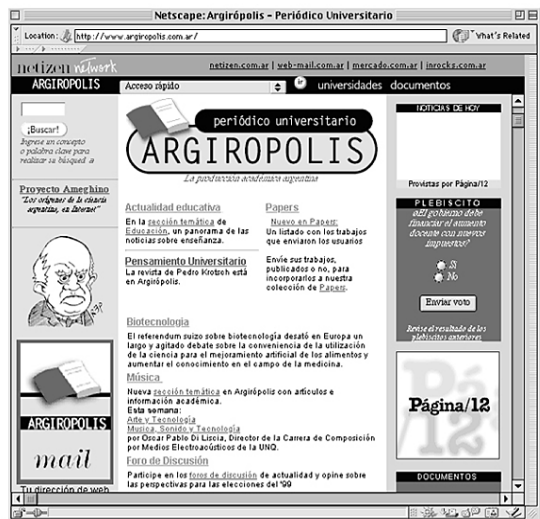 Netscape: Argirópolis – Periódico Universitario
Location: http://www.argiropolis.com.ar/
What's Related
netizen network
netizen.com.ar | web-mail.com.ar | mercado.com.ar | inrocks.com.ar
ARGIROPOLIS
Acceso rápido
ir
universidades documentos
¡Buscar!
Ingrese un concepto
o palabra clave para
realizar su búsqued a
Proyecto Ameghino
"Los orígenes de la ciencia
argentina, en Internet"
ARGIROPOLIS
mail
Tu dirección de web
periódico universitario
ARGIROPOLIS
La producción académica argentina
Actualidad educativa
En la sección temática de
Educación, un panorama de las
noticias sobre enseñanza.
Pensamiento Universitario
La revista de Pedro Krotsch está
en Argirópolis.
Papers
Nuevo en Papers:
Un listado con los trabajos
que enviaron los usuarios
Envíe sus trabajos,
publicados o no, para
incorporarlos a nuestra
colección de Papers.
Biotecnologia
El referendum suizo sobre biotecnología desató en Europa un
largo y agitado debate sobre la conveniencia de la utilización
de la ciencia para el mejoramiento artificial de los alimentos y
aumentar el conocimiento en el campo de la medicina.
Música
Nueva sección temática en Argirópolis con artículos e
información académica.
Esta semana:
Arte y Tecnología
Musica, Sonido y Tecnología
por Oscar Pablo Di Liscia, Director de la Carrera de Composición
por Medios Electroacústicos de la UNQ.
Foro de Discusión
Participe en los foros de discusión de actualidad y opine sobre
las perspectivas para las elecciones del '99
NOTICIAS DE HOY
Provistas por Página/12
PLEBISCITO
¿El gobierno debe
financiar el aumento
docente con nuevos
impuestos?
Si
No
Enviar voto
Revise el resultado de los
plebiscitos anteriores
Página/12
DOCUMENTOS